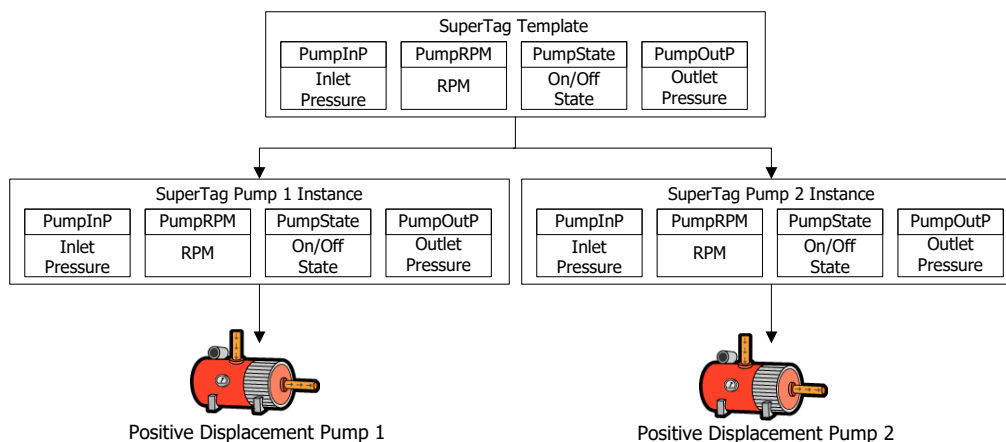 SuperTag Template
PumpInP PumpRPM PumpState PumpOutP
Inlet RPM On/Off Outlet
Pressure State Pressure
SuperTag Pump 1 Instance
PumpInP PumpRPM PumpState PumpOutP
Inlet RPM On/Off Outlet
Pressure State Pressure
SuperTag Pump 2 Instance
PumpInP PumpRPM PumpState PumpOutP
Inlet RPM On/Off Outlet
Pressure State Pressure
Positive Displacement Pump 1
Positive Displacement Pump 2